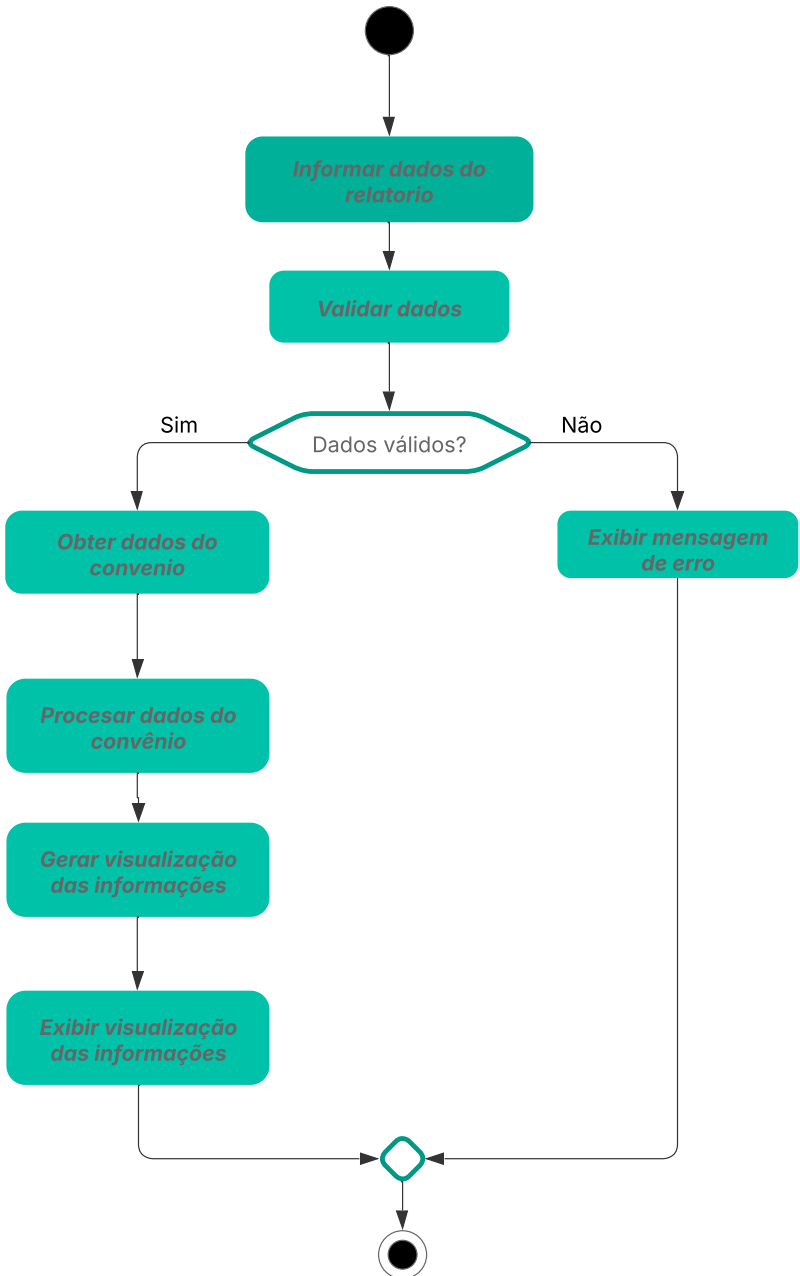 Informar dados do
relatorio
Validar dados
Dados válidos?
Sim
Não
Obter dados do
convenio
Exibir mensagem
de erro
Procesar dados do
convênio
Gerar visualização
das informações
Exibir visualização
das informações